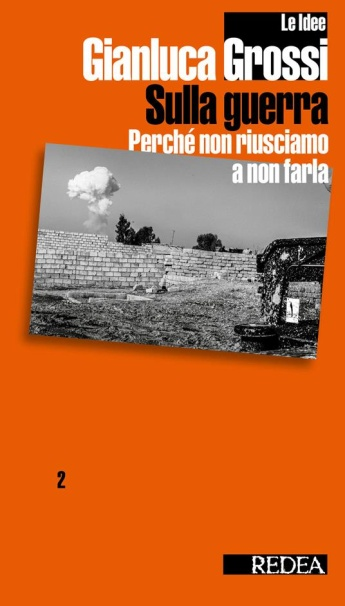 Le Idee
Gianluca Grossi
Sulla guerra
Perché non riusciamo
a non farla
2
REDEA